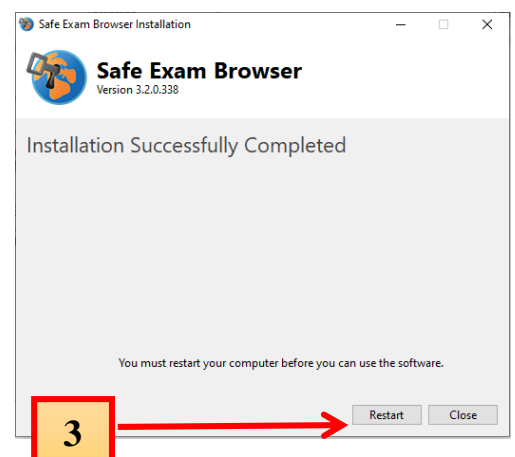 Safe Exam Browser Installation
Safe Exam Browser
Version 3.2.0.338
Installation Successfully Completed
You must restart your computer before you can use the software.
Restart
Close
3